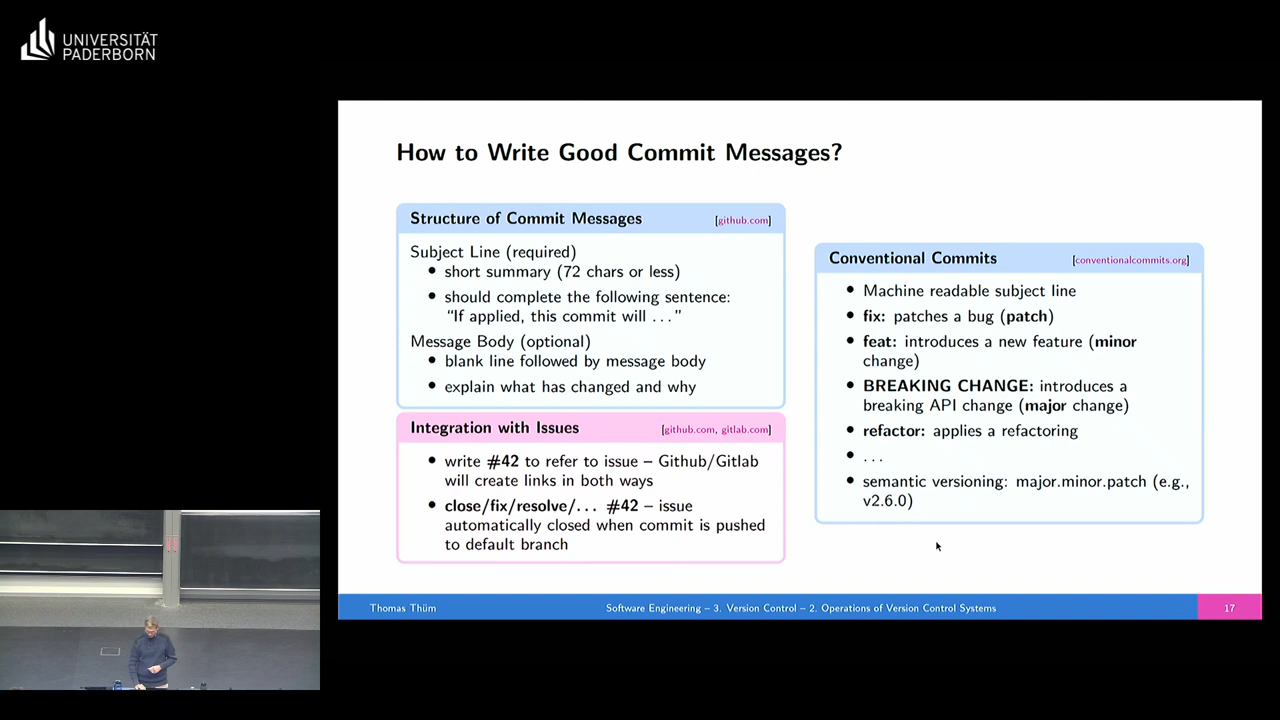 UNIVERSITÄT
PADERBORN
How to Write Good Commit Messages?
Structure of Commit Messages [github.com]
Subject Line (required)
• short summary (72 chars or less)
• should complete the following sentence:
“If applied, this commit will ...”
Message Body (optional)
• blank line followed by message body
• explain what has changed and why
Integration with Issues [github.com, gitlab.com]
• write #42 to refer to issue – Github/Gitlab
will create links in both ways
• close/fix/resolve/... #42 – issue
automatically closed when commit is pushed
to default branch
Conventional Commits [conventionalcommits.org]
• Machine readable subject line
• fix: patches a bug (patch)
• feat: introduces a new feature (minor
change)
• BREAKING CHANGE: introduces a
breaking API change (major change)
• refactor: applies a refactoring
• ...
• semantic versioning: major.minor.patch (e.g.,
v2.6.0)
Thomas Thüm Software Engineering – 3. Version Control – 2. Operations of Version Control Systems 17